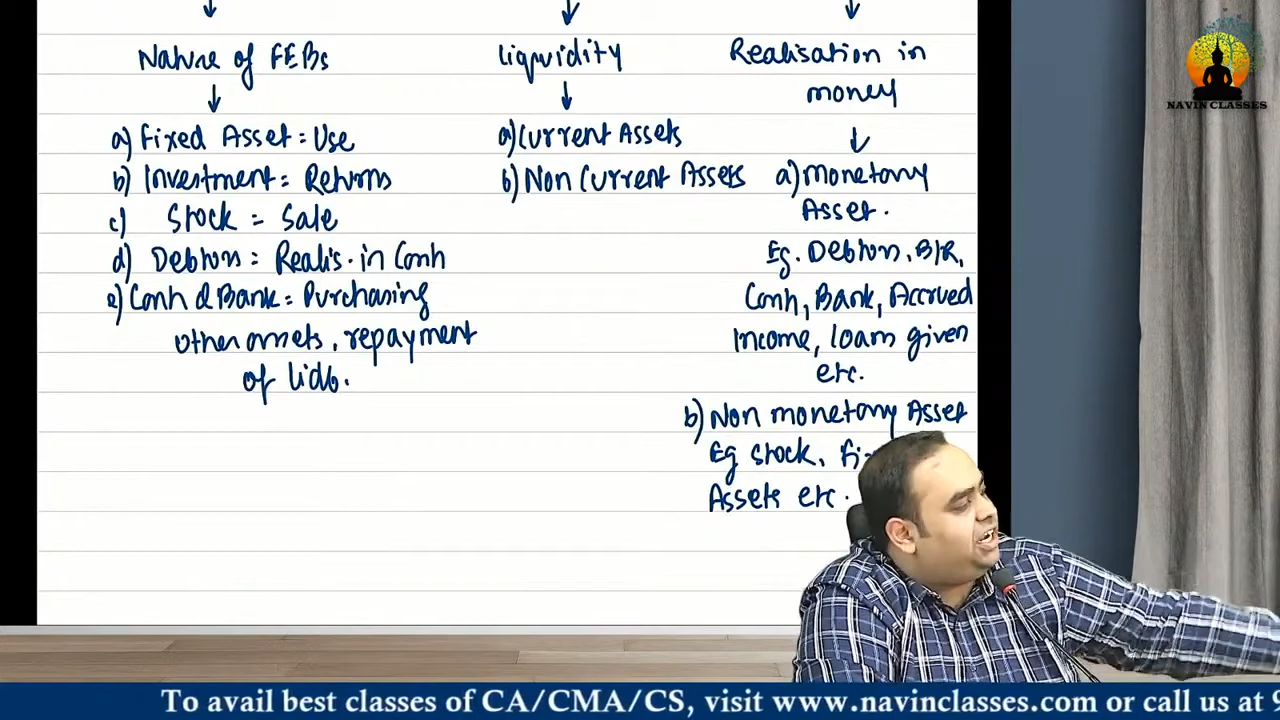 Nature of FEBs
a) Fixed Asset = Use
b) Investment = Returns
c) Stock = Sale
d) Debtors = Realis. in Cash
e) Cash & Bank = Purchasing
other assets, repayment
of liab.
liquidity
a) Current Assets
b) Non Current Assets
Realisation in
money
a) monetary
Asset.
Eg. Debtors, B/R,
Cash, Bank, Accrued
Income, loans given
etc.
b) Non monetary Asset
Eg Stock,
Assets etc.
NAVIN CLASSES
To avail best classes of CA/CMA/CS, visit www.navinclasses.com or call us at 9